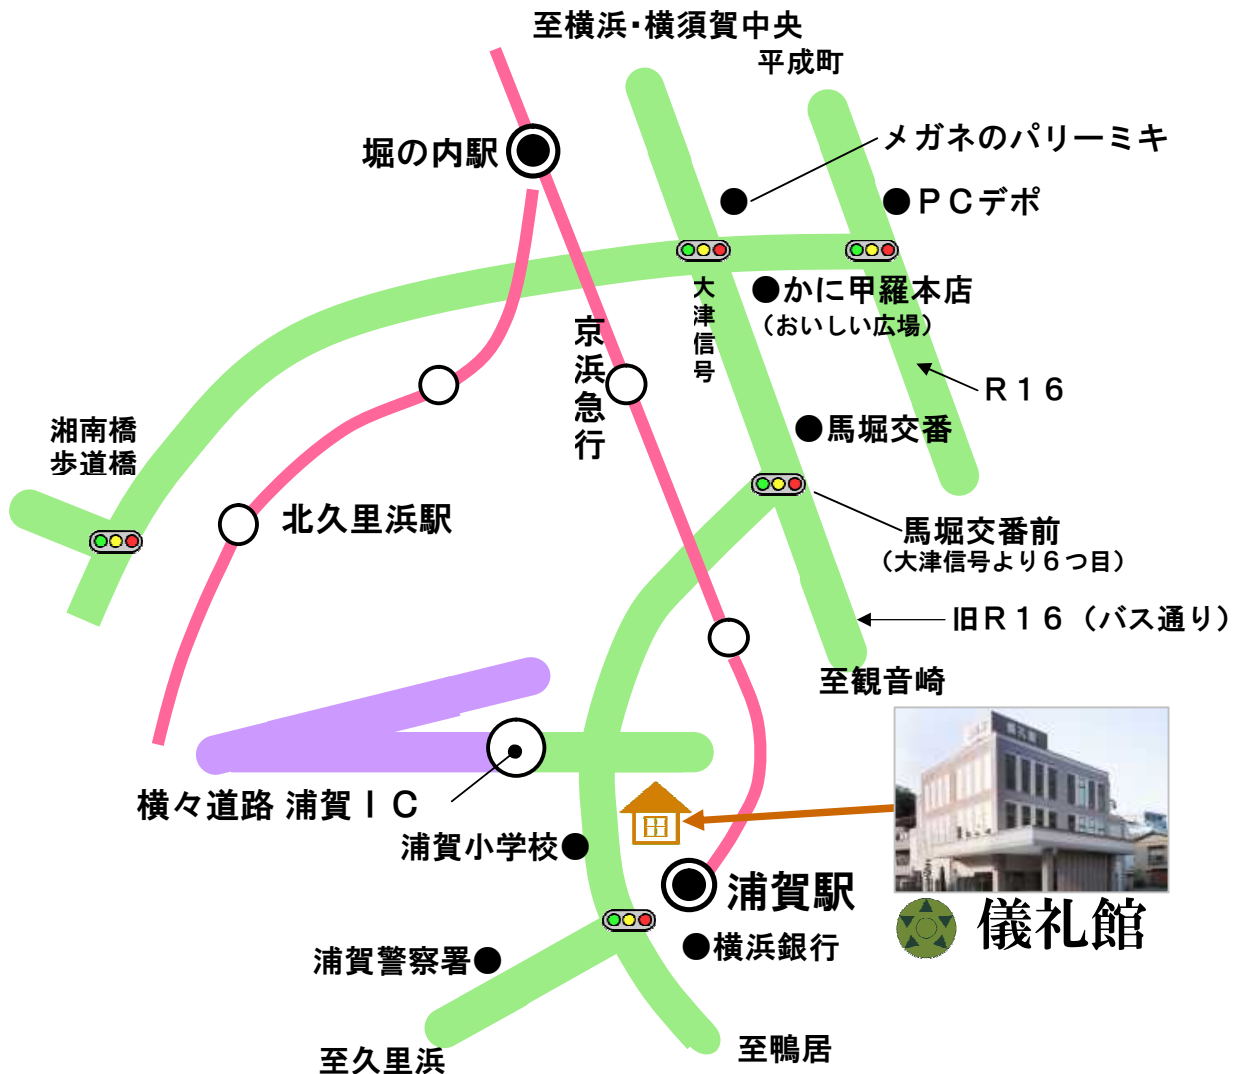 至横浜・横須賀中央
平成町
メガネのパリーミキ
堀の内駅
●ＰＣデポ
大津信号
●かに甲羅本店
（おいしい広場）
京浜急行
Ｒ１６
●馬堀交番
湘南橋
歩道橋
北久里浜駅
馬堀交番前
（大津信号より６つ目）
旧Ｒ１６（バス通り）
至観音崎
横々道路 浦賀ＩＣ
浦賀小学校●
浦賀駅
儀礼館
●横浜銀行
浦賀警察署●
至鴨居
至久里浜